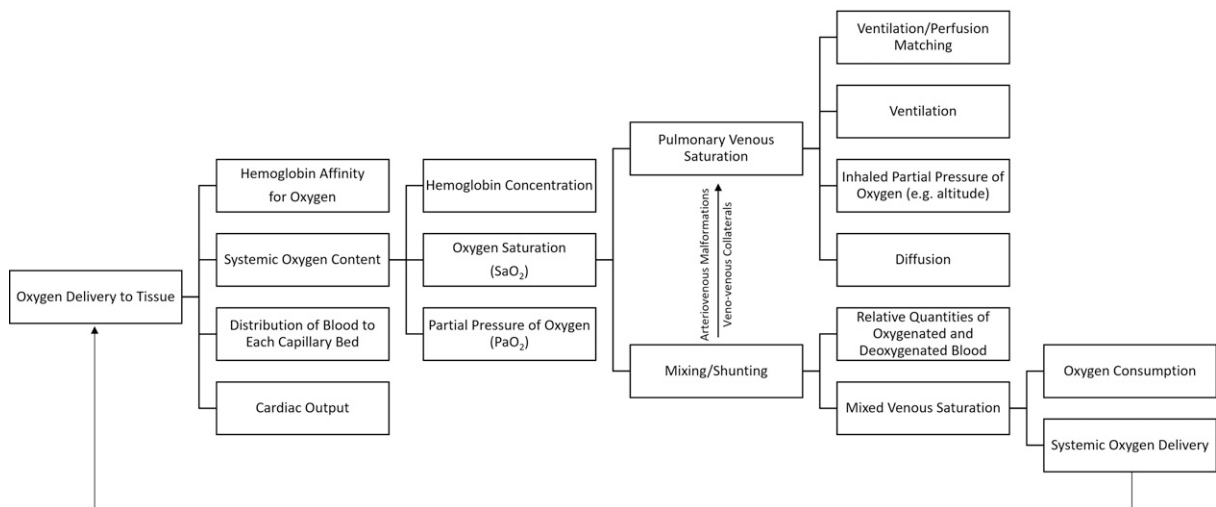 Oxygen Delivery to Tissue
Hemoglobin Affinity
for Oxygen
Systemic Oxygen Content
Distribution of Blood to
Each Capillary Bed
Cardiac Output
Hemoglobin Concentration
Oxygen Saturation
(SaO₂)
Partial Pressure of Oxygen
(PaO₂)
Pulmonary Venous
Saturation
Arteriovenous Malformations
Veno-venous Collaterals
Mixing/Shunting
Ventilation/Perfusion
Matching
Ventilation
Inhaled Partial Pressure of
Oxygen (e.g. altitude)
Diffusion
Relative Quantities of
Oxygenated and
Deoxygenated Blood
Mixed Venous Saturation
Oxygen Consumption
Systemic Oxygen Delivery